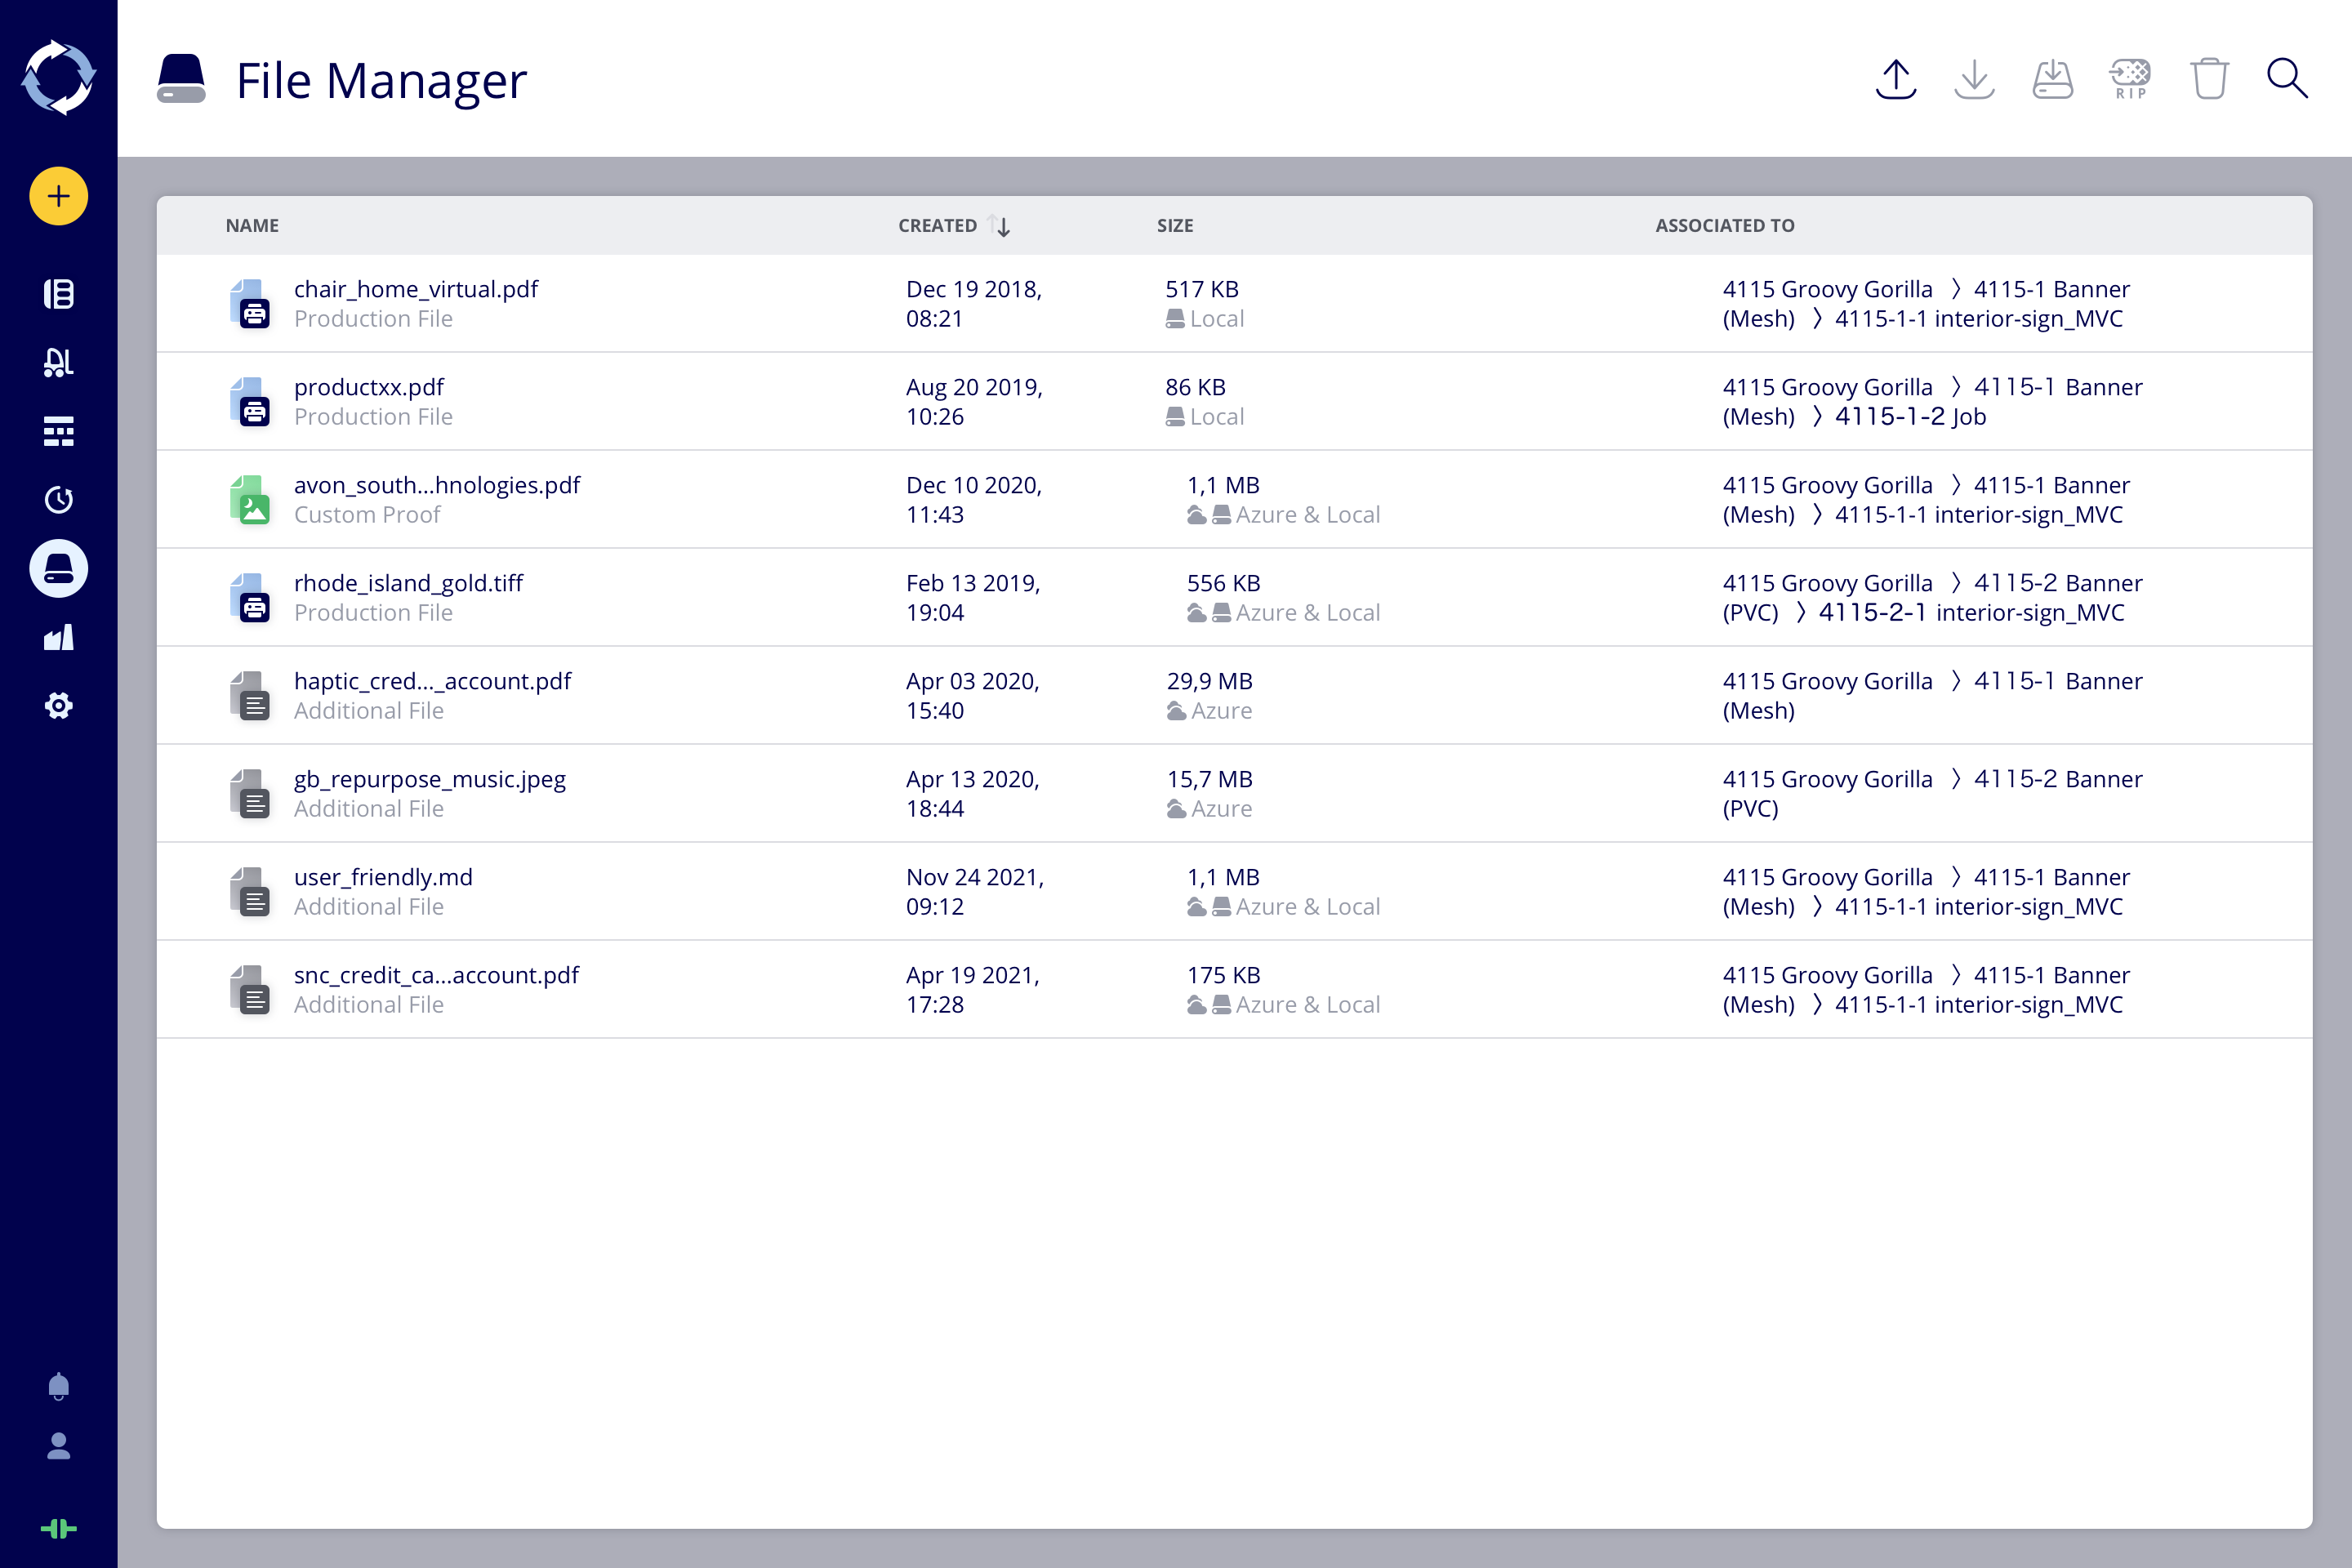 File Manager
RIP
NAME CREATED SIZE ASSOCIATED TO
chair_home_virtual.pdf Dec 19 2018, 517 KB 4115 Groovy Gorilla 〉4115-1 Banner
Production File 08:21 Local (Mesh) 〉4115-1-1 interior-sign_MVC
productxx.pdf Aug 20 2019, 86 KB 4115 Groovy Gorilla 〉4115-1 Banner
Production File 10:26 Local (Mesh) 〉4115-1-2 Job
avon_south...hnologies.pdf Dec 10 2020, 1,1 MB 4115 Groovy Gorilla 〉4115-1 Banner
Custom Proof 11:43 Azure & Local (Mesh) 〉4115-1-1 interior-sign_MVC
rhode_island_gold.tiff Feb 13 2019, 556 KB 4115 Groovy Gorilla 〉4115-2 Banner
Production File 19:04 Azure & Local (PVC) 〉4115-2-1 interior-sign_MVC
haptic_cred..._account.pdf Apr 03 2020, 29,9 MB 4115 Groovy Gorilla 〉4115-1 Banner
Additional File 15:40 Azure (Mesh)
gb_repurpose_music.jpeg Apr 13 2020, 15,7 MB 4115 Groovy Gorilla 〉4115-2 Banner
Additional File 18:44 Azure (PVC)
user_friendly.md Nov 24 2021, 1,1 MB 4115 Groovy Gorilla 〉4115-1 Banner
Additional File 09:12 Azure & Local (Mesh) 〉4115-1-1 interior-sign_MVC
snc_credit_ca...account.pdf Apr 19 2021, 175 KB 4115 Groovy Gorilla 〉4115-1 Banner
Additional File 17:28 Azure & Local (Mesh) 〉4115-1-1 interior-sign_MVC